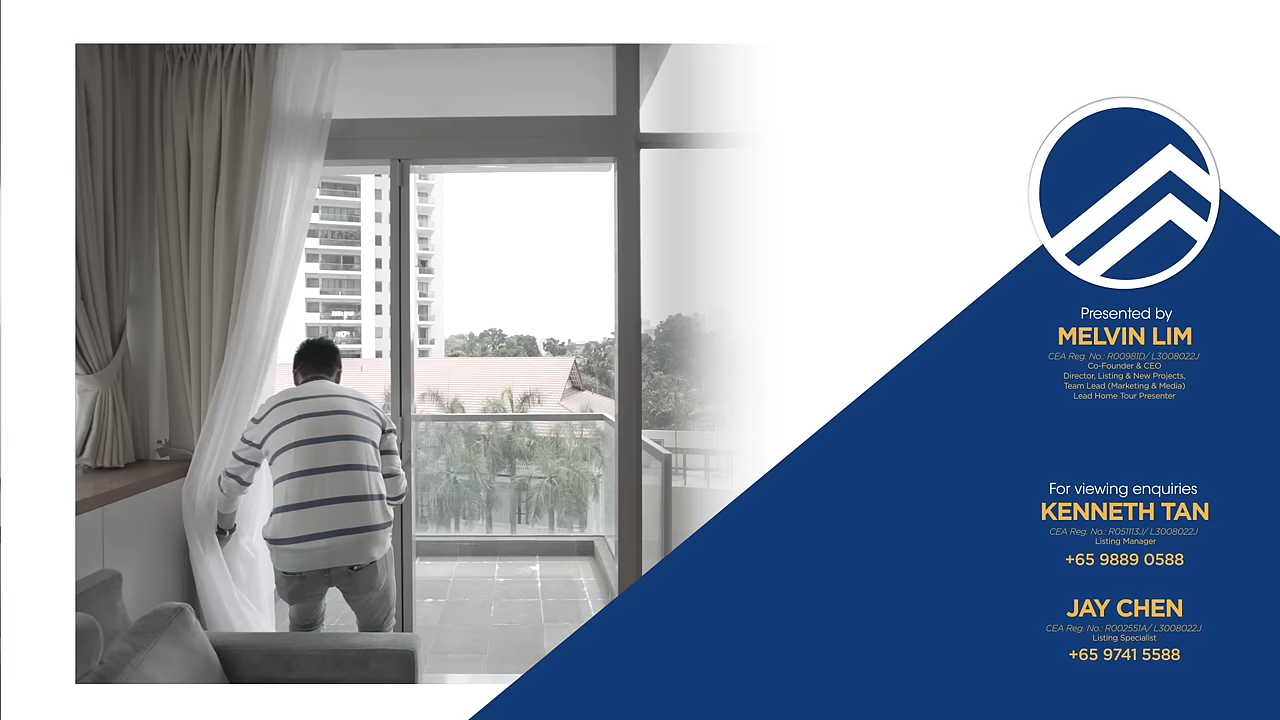 Presented by
MELVIN LIM
CEA Reg. No.: R00981D/ L3008022J
Co-Founder & CEO
Director, Listing & New Projects,
Team Lead (Marketing & Media)
Lead Home Tour Presenter
For viewing enquiries
KENNETH TAN
CEA Reg. No.: R051113J/ L3008022J
Listing Manager
+65 9889 0588
JAY CHEN
CEA Reg. No.: R002551A/ L3008022J
Listing Specialist
+65 9741 5588